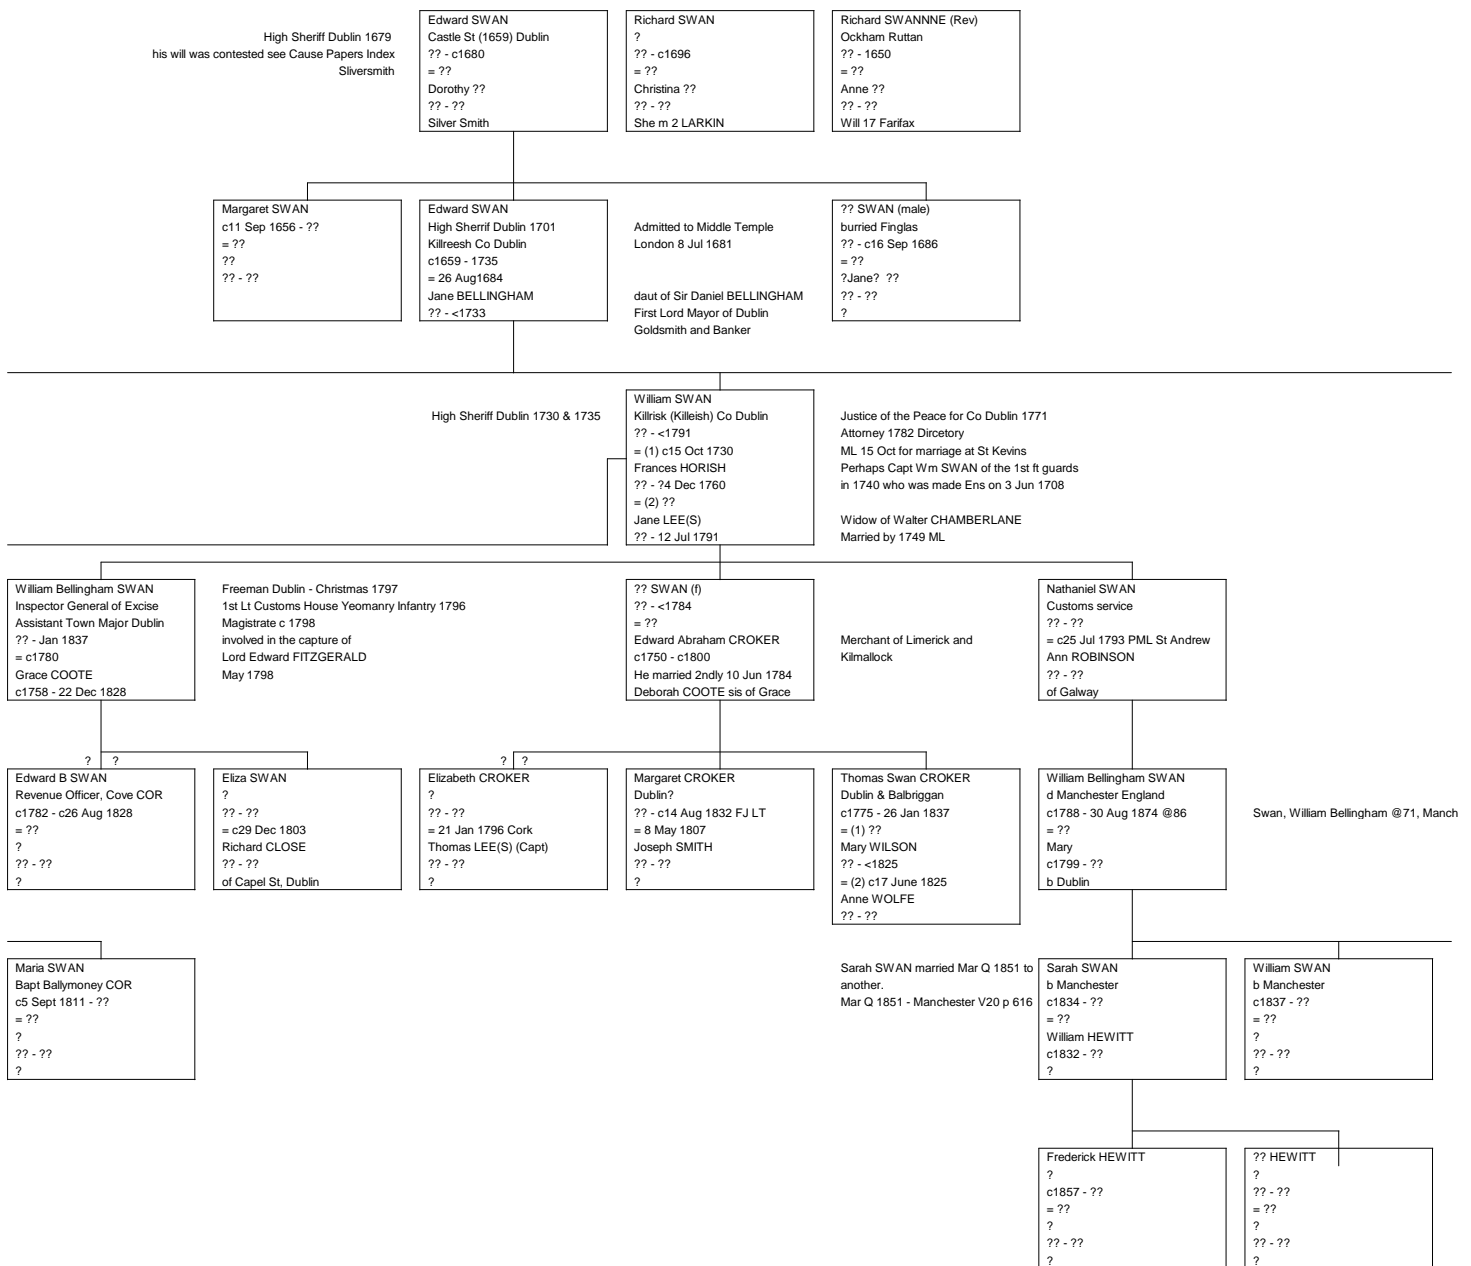 High Sheriff Dublin 1679
his will was contested see Cause Papers Index
Sliversmith
Edward SWAN
Castle St (1659) Dublin
?? - c1680
= ??
Dorothy ??
?? - ??
Silver Smith
Richard SWAN
?
?? - c1696
= ??
Christina ??
?? - ??
She m 2 LARKIN
Richard SWANNNE (Rev)
Ockham Ruttan
?? - 1650
= ??
Anne ??
?? - ??
Will 17 Farifax
Margaret SWAN
c11 Sep 1656 - ??
= ??
??
?? - ??
Edward SWAN
High Sherrif Dublin 1701
Killreesh Co Dublin
c1659 - 1735
= 26 Aug1684
Jane BELLINGHAM
?? - <1733
Admitted to Middle Temple
London 8 Jul 1681
daut of Sir Daniel BELLINGHAM
First Lord Mayor of Dublin
Goldsmith and Banker
?? SWAN (male)
burried Finglas
?? - c16 Sep 1686
= ??
?Jane? ??
?? - ??
?
High Sheriff Dublin 1730 & 1735
William SWAN
Killrisk (Killeish) Co Dublin
?? - <1791
= (1) c15 Oct 1730
Frances HORISH
?? - ?4 Dec 1760
= (2) ??
Jane LEE(S)
?? - 12 Jul 1791
Justice of the Peace for Co Dublin 1771
Attorney 1782 Dircetory
ML 15 Oct for marriage at St Kevins
Perhaps Capt Wm SWAN of the 1st ft guards
in 1740 who was made Ens on 3 Jun 1708
Widow of Walter CHAMBERLANE
Married by 1749 ML
William Bellingham SWAN
Inspector General of Excise
Assistant Town Major Dublin
?? - Jan 1837
= c1780
Grace COOTE
c1758 - 22 Dec 1828
Freeman Dublin - Christmas 1797
1st Lt Customs House Yeomanry Infantry 1796
Magistrate c 1798
involved in the capture of
Lord Edward FITZGERALD
May 1798
?? SWAN (f)
?? - <1784
= ??
Edward Abraham CROKER
c1750 - c1800
He married 2ndly 10 Jun 1784
Deborah COOTE sis of Grace
Merchant of Limerick and
Kilmallock
Nathaniel SWAN
Customs service
?? - ??
= c25 Jul 1793 PML St Andrew
Ann ROBINSON
?? - ??
of Galway
? ?
? ?
Edward B SWAN
Revenue Officer, Cove COR
c1782 - c26 Aug 1828
= ??
?
?? - ??
?
Eliza SWAN
?
?? - ??
= c29 Dec 1803
Richard CLOSE
?? - ??
of Capel St, Dublin
Elizabeth CROKER
?
?? - ??
= 21 Jan 1796 Cork
Thomas LEE(S) (Capt)
?? - ??
?
Margaret CROKER
Dublin?
?? - c14 Aug 1832 FJ LT
= 8 May 1807
Joseph SMITH
?? - ??
?
Thomas Swan CROKER
Dublin & Balbriggan
c1775 - 26 Jan 1837
= (1) ??
Mary WILSON
?? - <1825
= (2) c17 June 1825
Anne WOLFE
?? - ??
William Bellingham SWAN
d Manchester England
c1788 - 30 Aug 1874 @86
= ??
Mary
c1799 - ??
b Dublin
Swan, William Bellingham @71, Manch
Maria SWAN
Bapt Ballymoney COR
c5 Sept 1811 - ??
= ??
?
?? - ??
?
Sarah SWAN married Mar Q 1851 to
another.
Mar Q 1851 - Manchester V20 p 616
Sarah SWAN
b Manchester
c1834 - ??
= ??
William HEWITT
c1832 - ??
?
William SWAN
b Manchester
c1837 - ??
= ??
?
?? - ??
?
Frederick HEWITT
?
c1857 - ??
= ??
?
?? - ??
?
?? HEWITT
?
?? - ??
= ??
?
?? - ??
?